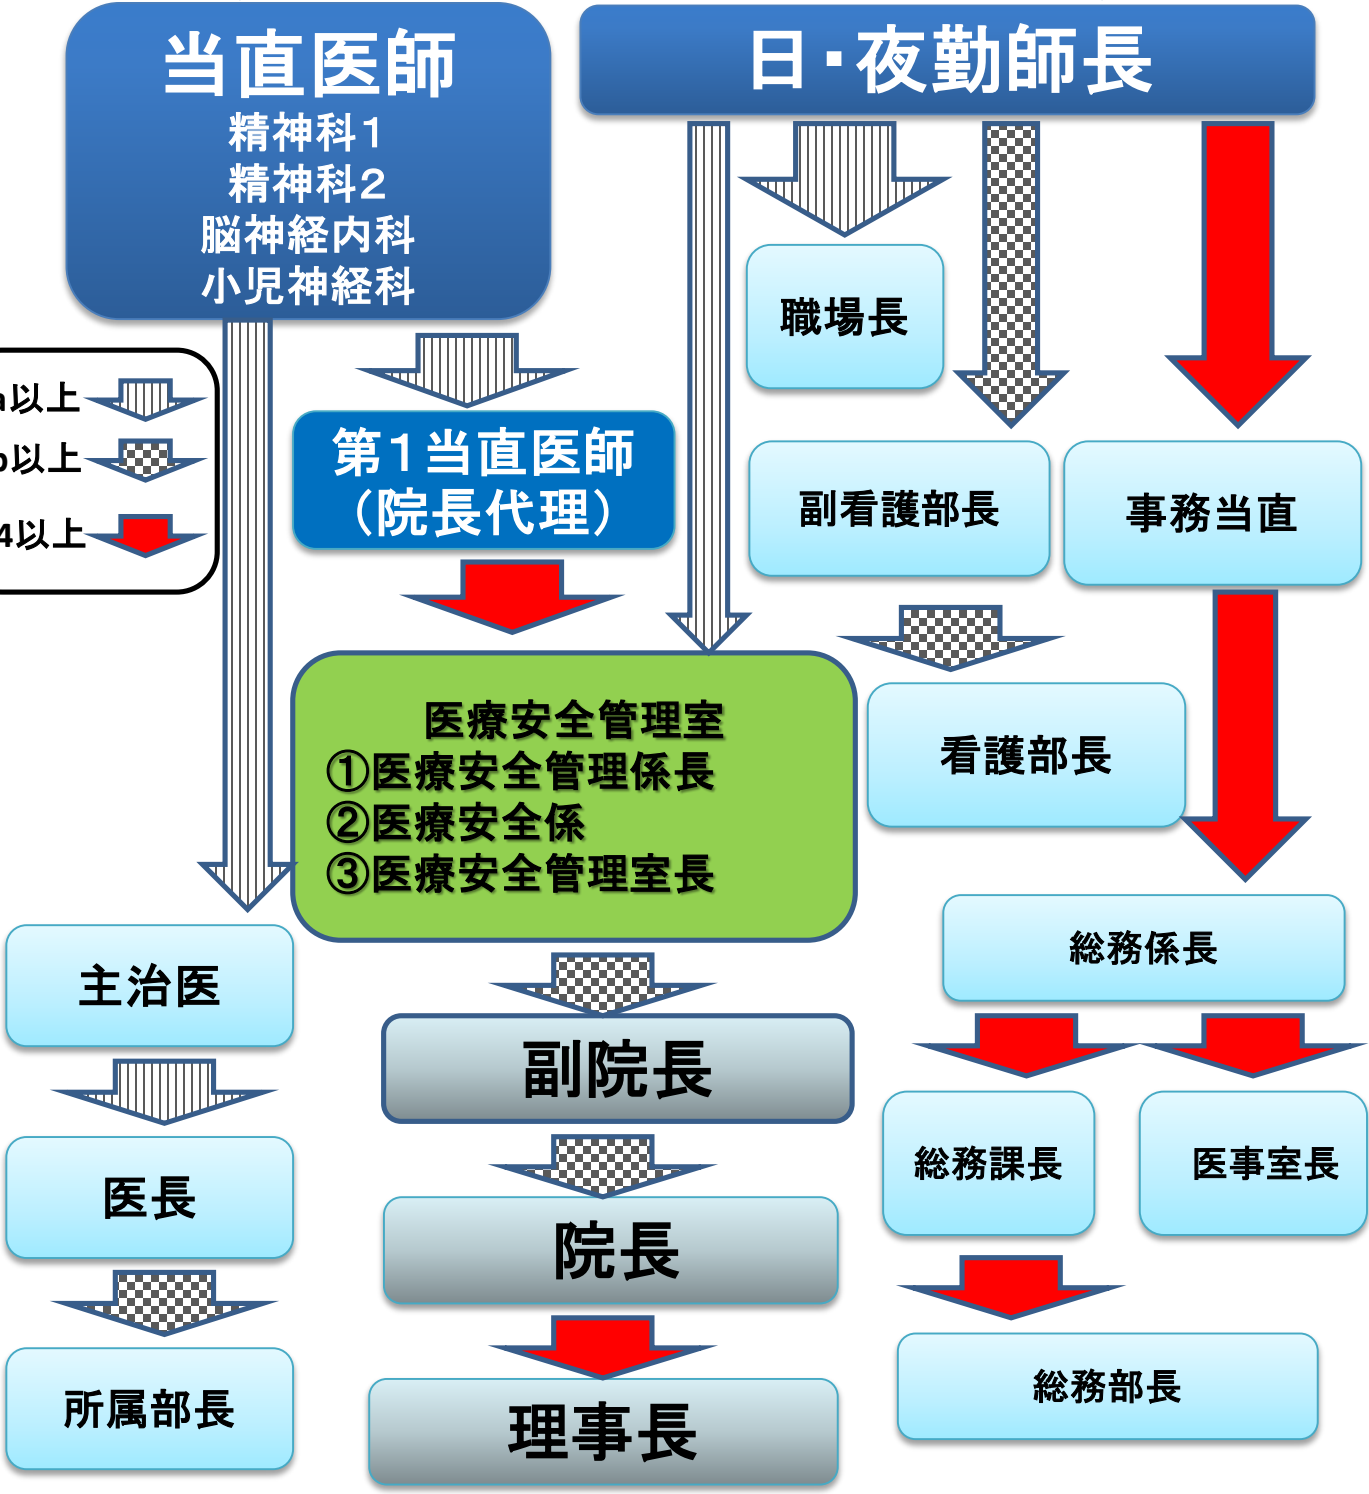 当直医師
精神科１
精神科２
脳神経内科
小児神経科
日・夜勤師長
職場長
a以上
b以上
4以上
第１当直医師
（院長代理）
副看護部長
事務当直
医療安全管理室
①医療安全管理係長
②医療安全係
③医療安全管理室長
看護部長
総務係長
主治医
副院長
総務課長
医事室長
医長
院長
所属部長
総務部長
理事長